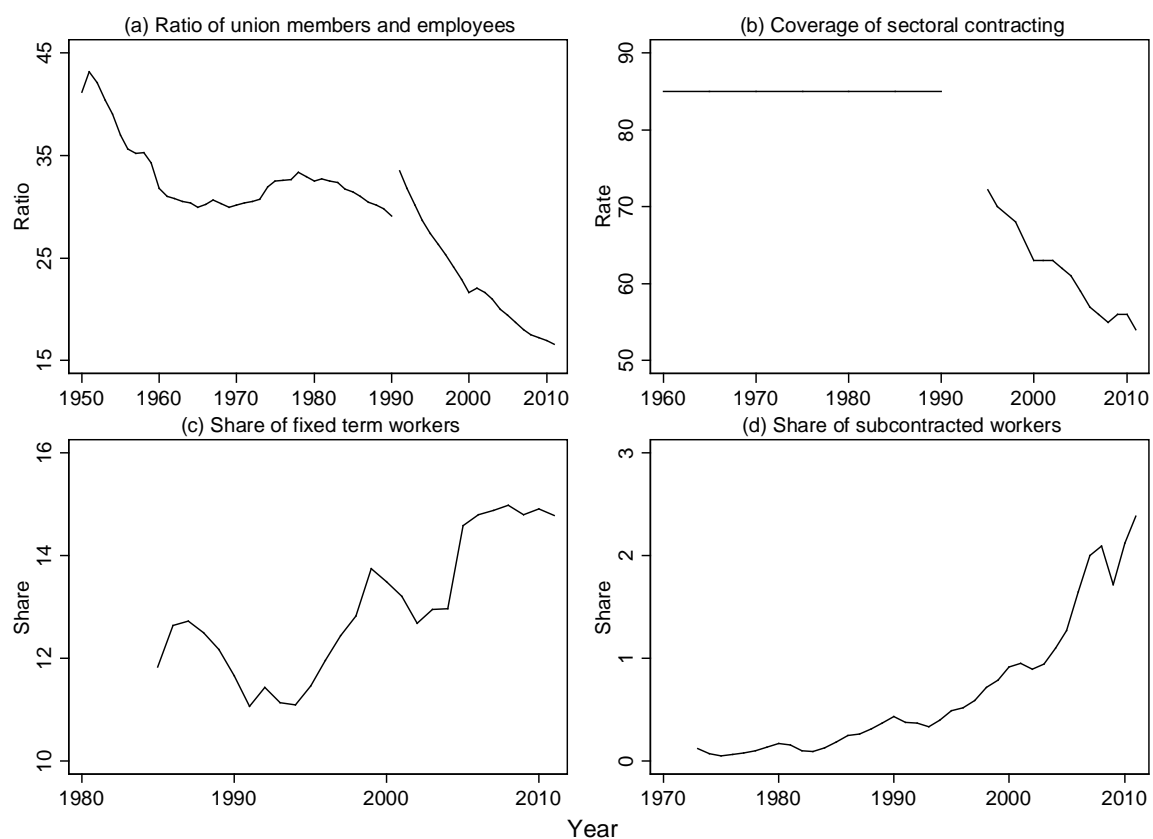 (a) Ratio of union members and employees
Ratio
45
35
25
15
1950 1960 1970 1980 1990 2000 2010
(b) Coverage of sectoral contracting
Rate
90
80
70
60
50
1960 1970 1980 1990 2000 2010
(c) Share of fixed term workers
Share
16
14
12
10
1980 1990 2000 2010
(d) Share of subcontracted workers
Share
3
2
1
0
1970 1980 1990 2000 2010
Year